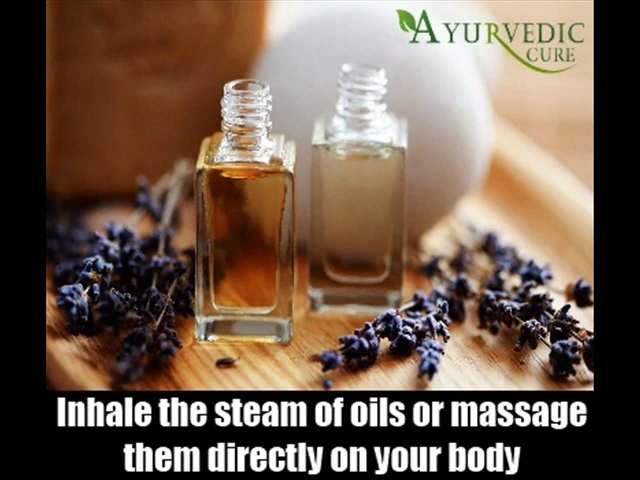 AYURVEDIC
CURE
Inhale the steam of oils or massage
them directly on your body